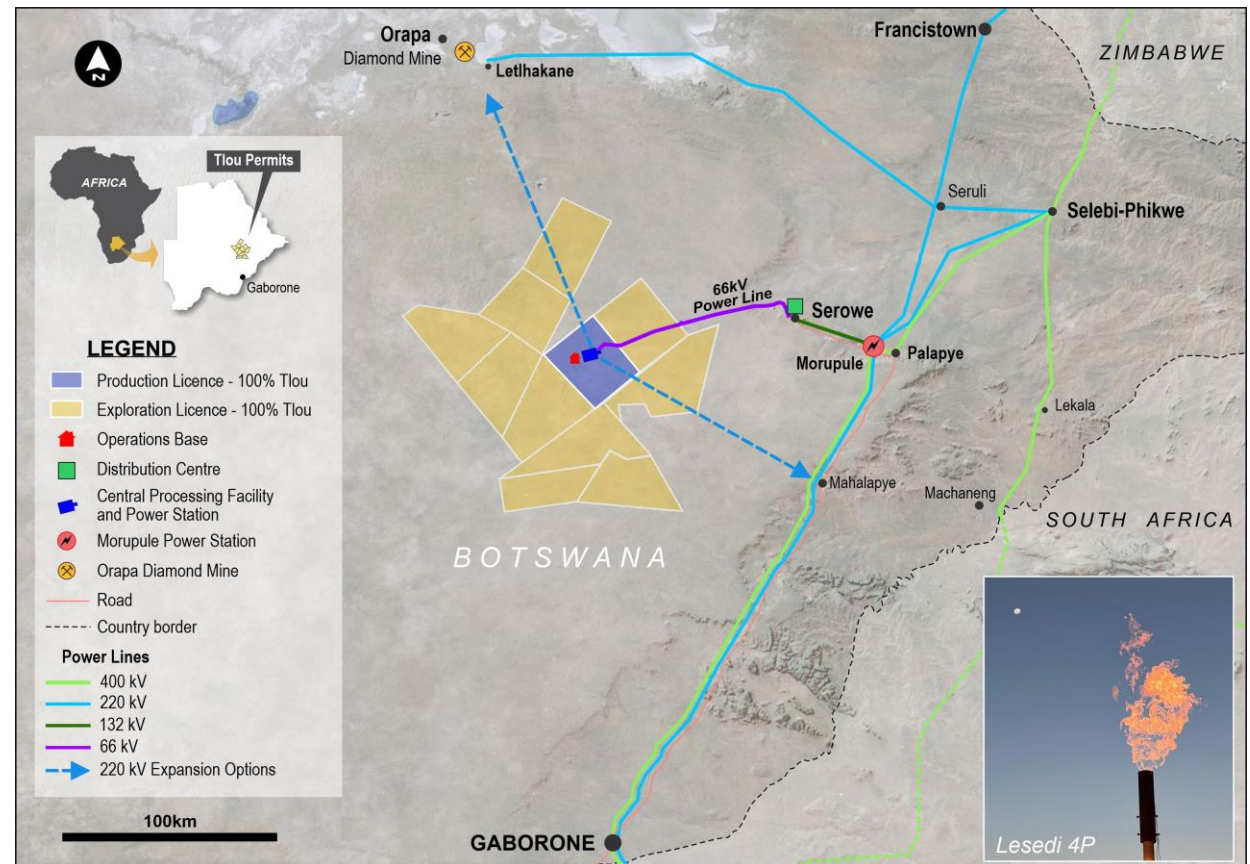 Orapa
Diamond Mine
Letlhakane
Francistown
ZIMBABWE
N
Tlou Permits
AFRICA
Gaborone
Seruli
Selebi-Phikwe
66kV
Power Line
Serowe
Morupule
Palapye
Lekala
Mahalapye
Machaneng
SOUTH AFRICA
BOTSWANA
GABORONE
LEGEND
Production Licence - 100% Tlou
Exploration Licence - 100% Tlou
Operations Base
Distribution Centre
Central Processing Facility
and Power Station
Morupule Power Station
Orapa Diamond Mine
Road
Country border
Power Lines
400 kV
220 kV
132 kV
66 kV
220 kV Expansion Options
100km
Lesedi 4P